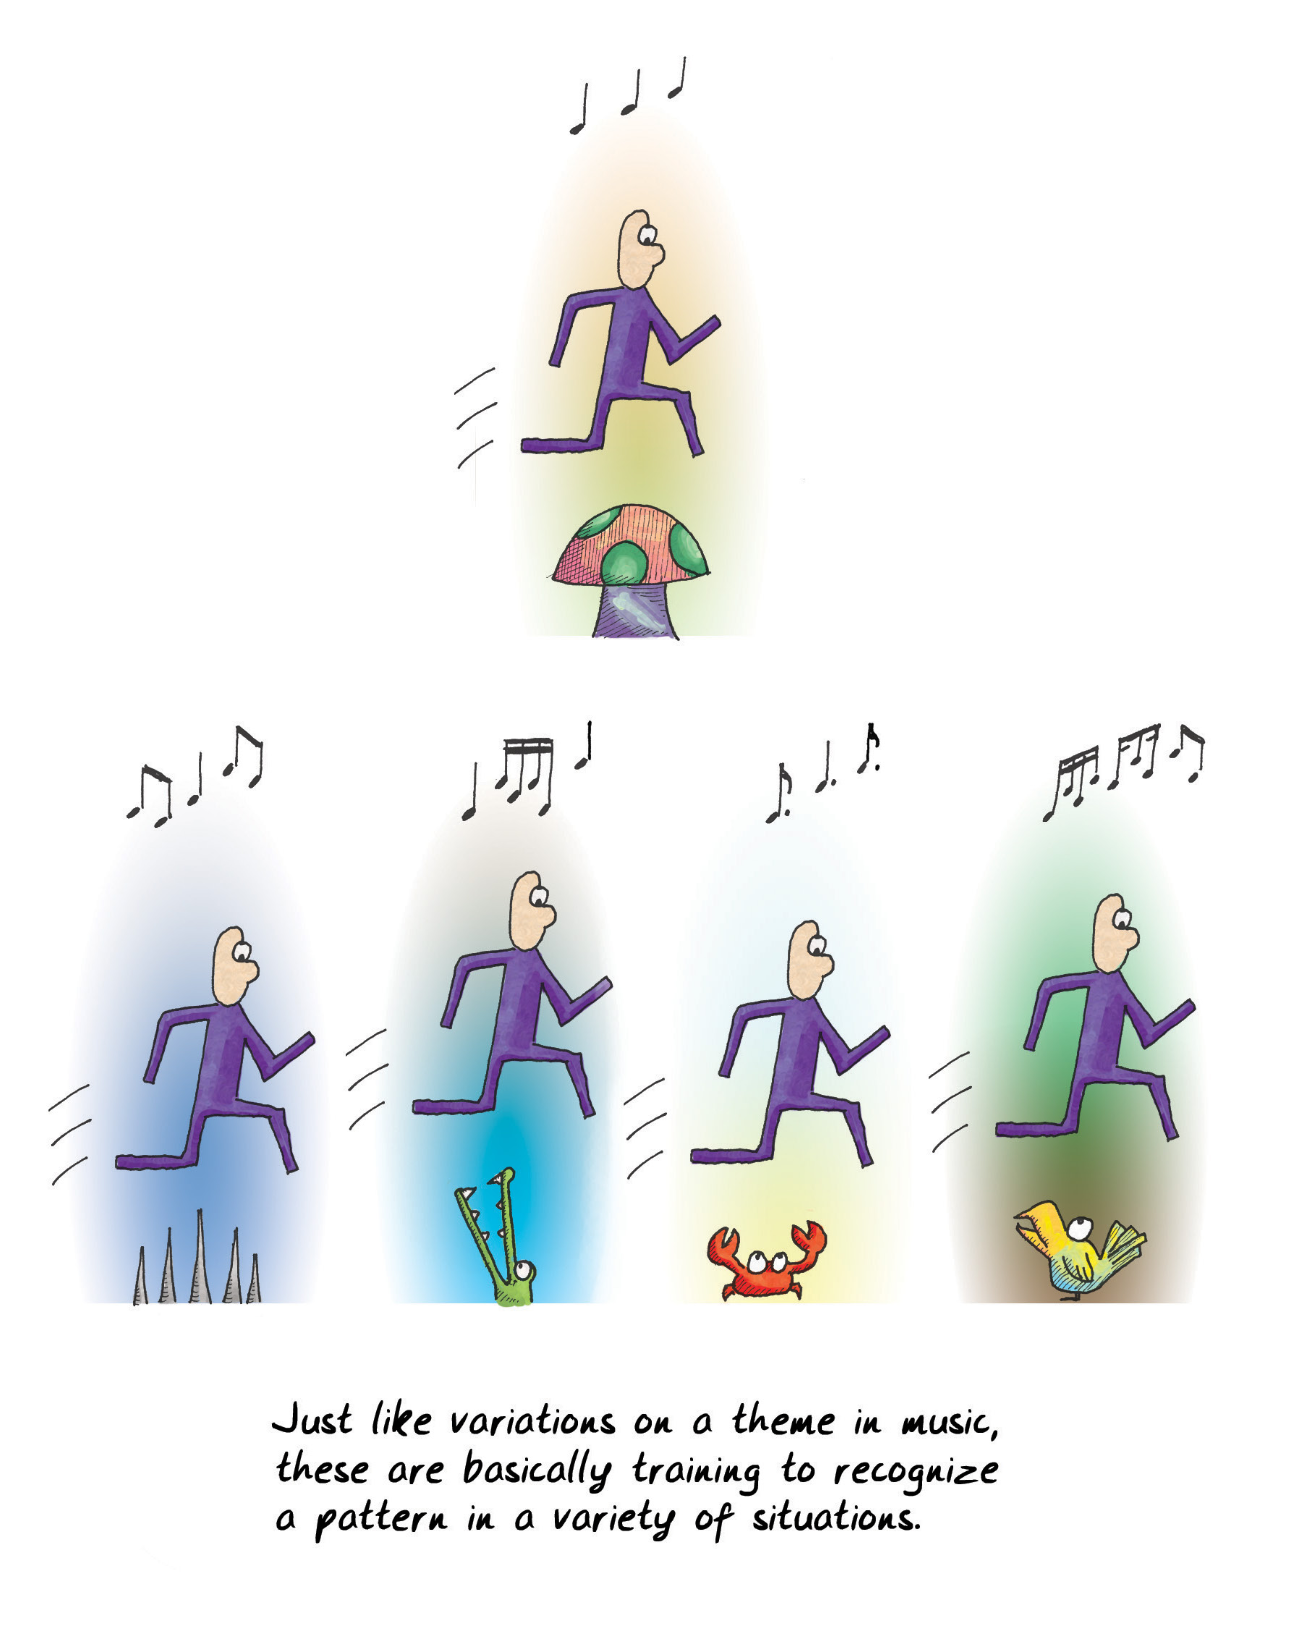 Just like variations on a theme in music,
these are basically training to recognize
a pattern in a variety of situations.